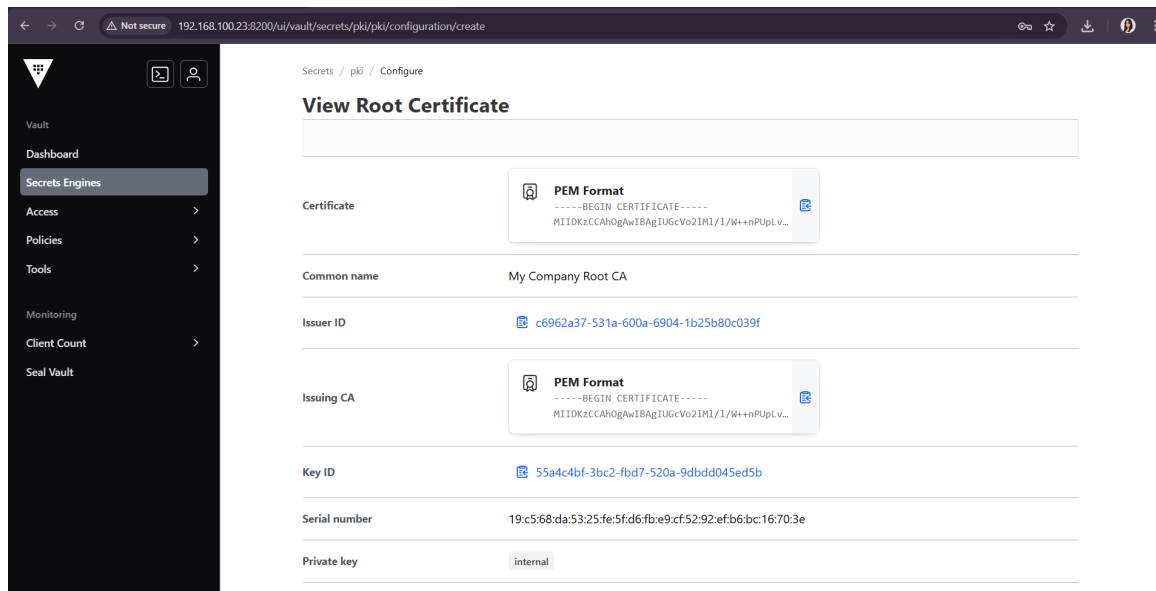 Not secure 192.168.100.23:8200/ui/vault/secrets/pki/pki/configuration/create
Vault
Dashboard
Secrets Engines
Access
Policies
Tools
Monitoring
Client Count
Seal Vault
Secrets / pki / Configure
View Root Certificate
Certificate
PEM Format
-----BEGIN CERTIFICATE-----
MIIDKzCCAhOgAwIBAgIUGcVo2lMl/l/W++nPUpLv…
Common name My Company Root CA
Issuer ID c6962a37-531a-600a-6904-1b25b80c039f
Issuing CA
PEM Format
-----BEGIN CERTIFICATE-----
MIIDKzCCAhOgAwIBAgIUGcVo2lMl/l/W++nPUpLv…
Key ID 55a4c4bf-3bc2-fbd7-520a-9dbdd045ed5b
Serial number 19:c5:68:da:53:25:fe:5f:d6:fb:e9:cf:52:92:ef:b6:bc:16:70:3e
Private key internal